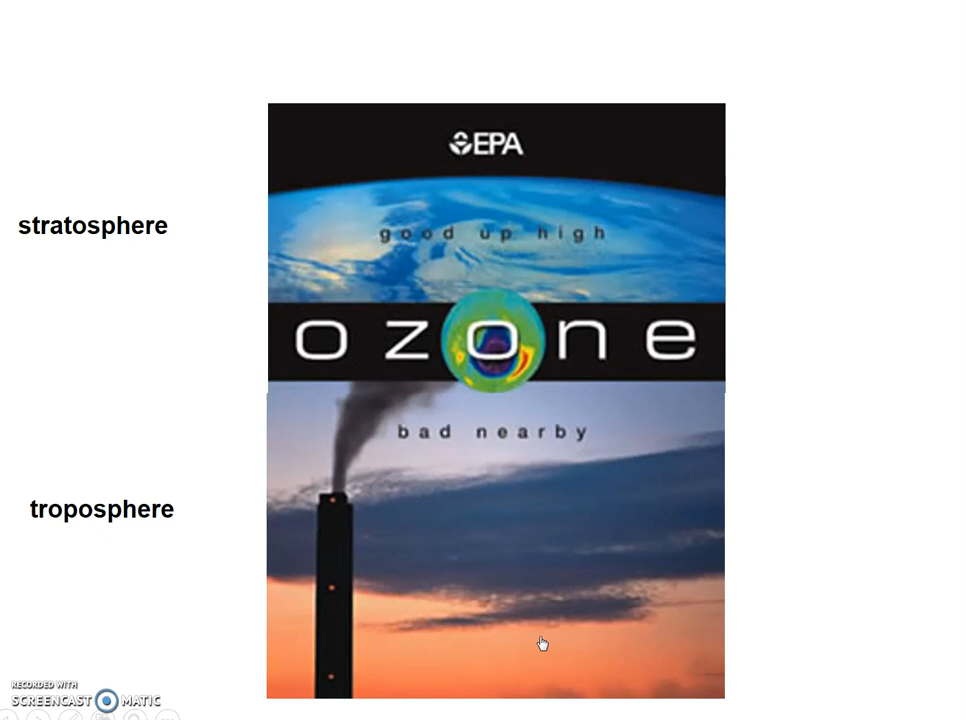 EPA
stratosphere
good up high
ozone
bad nearby
troposphere
RECORDED WITH
SCREENCAST MATIC